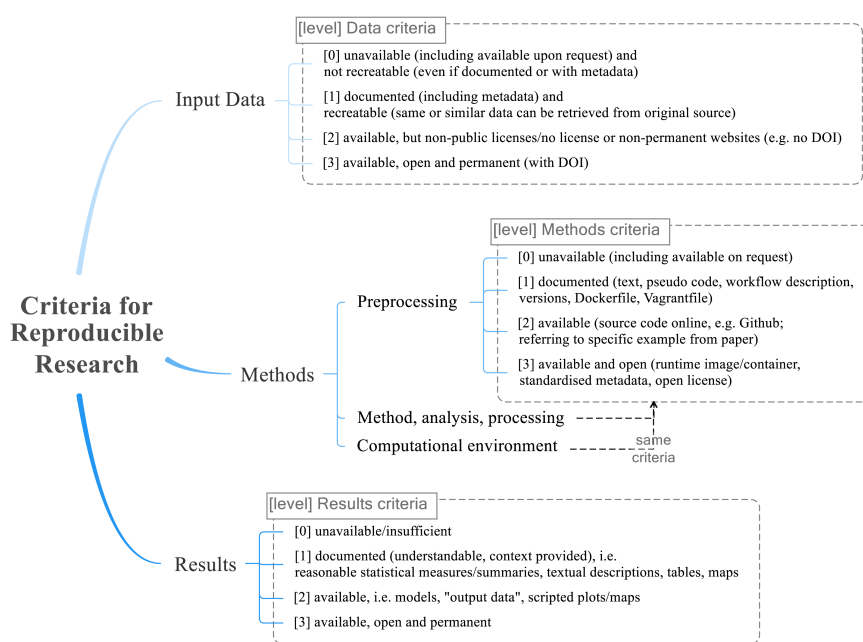 [level] Data criteria
[0] unavailable (including available upon request) and
not recreatable (even if documented or with metadata)
[1] documented (including metadata) and
recreatable (same or similar data can be retrieved from original source)
[2] available, but non-public licenses/no license or non-permanent websites (e.g. no DOI)
[3] available, open and permanent (with DOI)
Input Data
[level] Methods criteria
[0] unavailable (including available on request)
[1] documented (text, pseudo code, workflow description,
versions, Dockerfile, Vagrantfile)
[2] available (source code online, e.g. Github;
referring to specific example from paper)
[3] available and open (runtime image/container,
standardised metadata, open license)
Preprocessing
Criteria for
Reproducible
Research
Methods
Method, analysis, processing
Computational environment
same
criteria
[level] Results criteria
[0] unavailable/insufficient
[1] documented (understandable, context provided), i.e.
reasonable statistical measures/summaries, textual descriptions, tables, maps
[2] available, i.e. models, "output data", scripted plots/maps
[3] available, open and permanent
Results